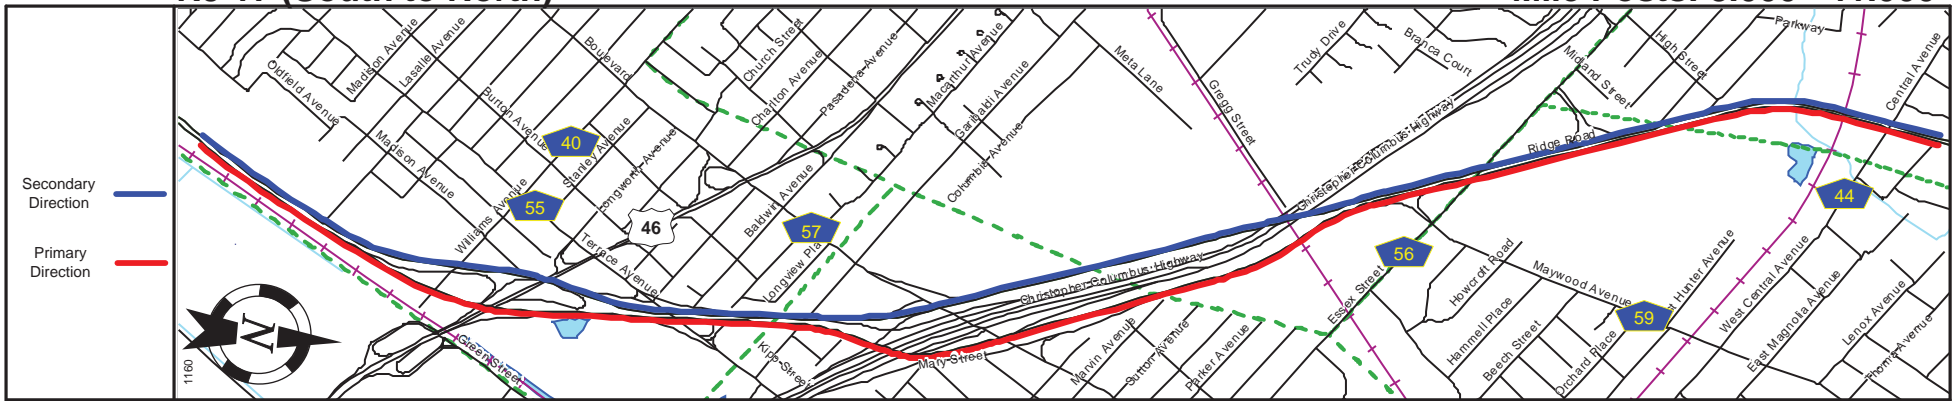 Secondary
Direction
Primary
Direction
1160
N
Oldfield Avenue
Madison Avenue
Lasalle Avenue
Madison Avenue
Burton Avenue
Boulevard
40
Stanley Avenue
Longworth Avenue
55
Williams Avenue
Terrace Avenue
46
Green Street
Church Street
Charlton Avenue
Pasadena Avenue
Macarthur Avenue
Garibaldi Avenue
Columbia Avenue
Baldwin Avenue
57
Longview Pla
Kipp Street
Christopher Columbus Highway
Mary Street
Marvin Avenue
Sutton Avenue
Parker Avenue
Meta Lane
Gregg Street
Trudy Drive
Branca Court
Christopher Columbus Highway
Essex Street
56
Ridge Road
Midland Street
High Street
Parkway
Central Avenue
44
Howcroft Road
Maywood Avenue
Hammell Place
Beech Street
Orchard Place
59
st Hunter Avenue
West Central Avenue
East Magnolia Avenue
Lenox Avenue
Thoma Avenue